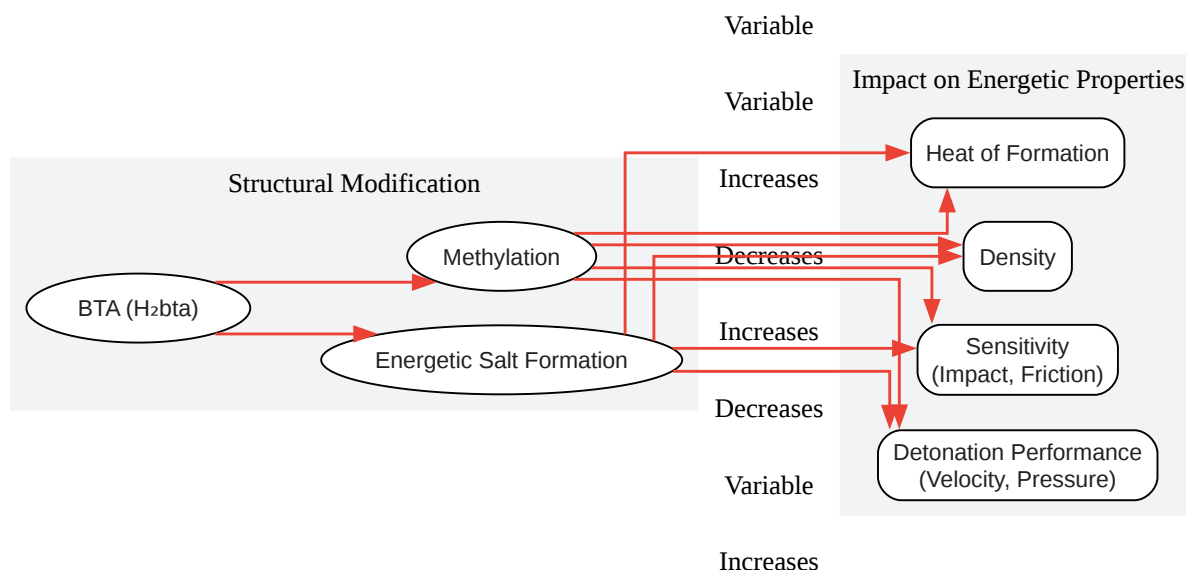 Variable
Impact on Energetic Properties
Variable
Heat of Formation
Structural Modification
Increases
Methylation
Decreases
Density
BTA (H₂bta)
Increases
Energetic Salt Formation
Sensitivity
(Impact, Friction)
Decreases
Detonation Performance
(Velocity, Pressure)
Variable
Increases